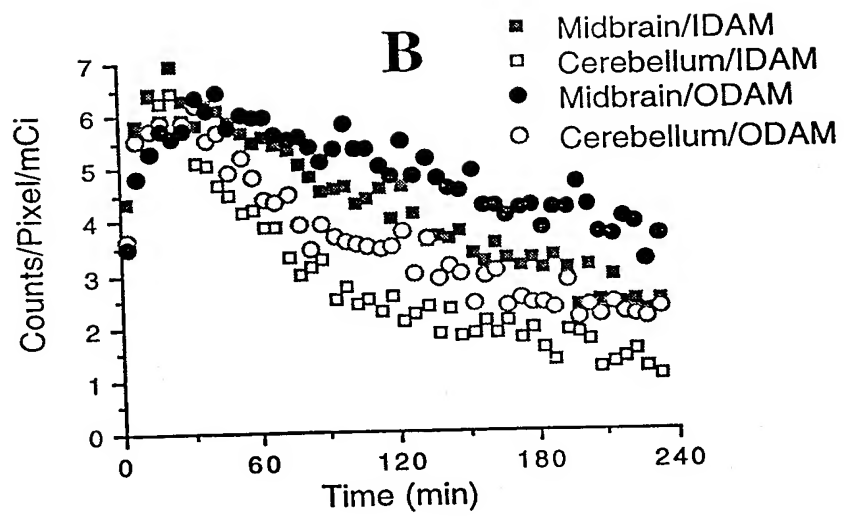 B
Midbrain/IDAM
Cerebellum/IDAM
Midbrain/ODAM
Cerebellum/ODAM
Counts/Pixel/mCi
7
6
5
4
3
2
1
0
0 60 120 180 240
Time (min)